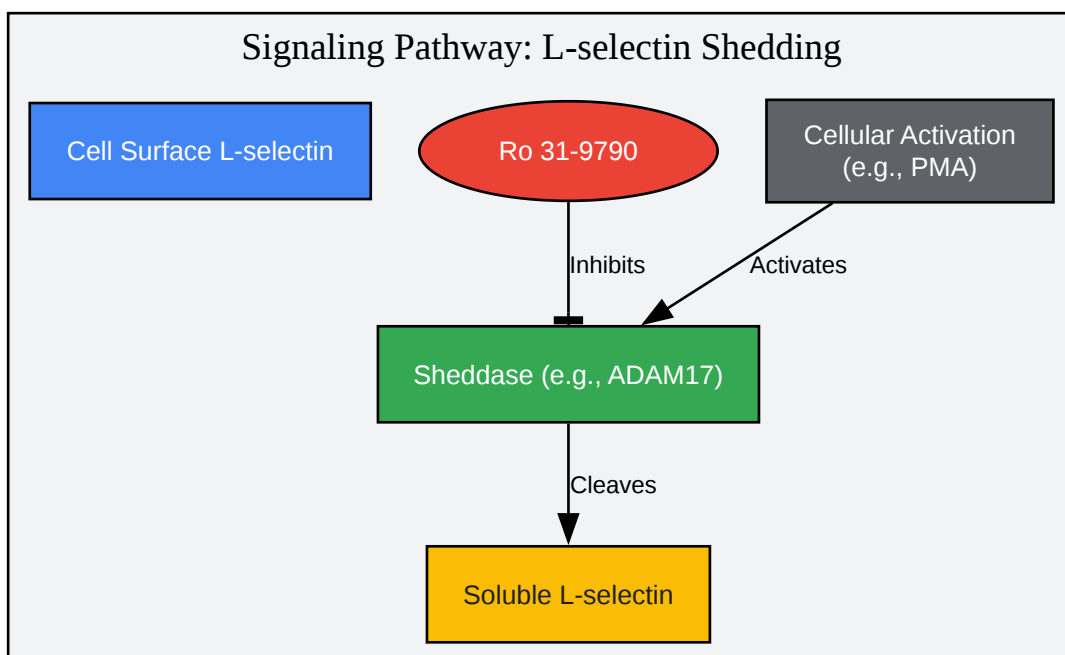 Signaling Pathway: L-selectin Shedding
Cell Surface L-selectin
Ro 31-9790
Cellular Activation
(e.g., PMA)
Inhibits
Activates
Sheddase (e.g., ADAM17)
Cleaves
Soluble L-selectin